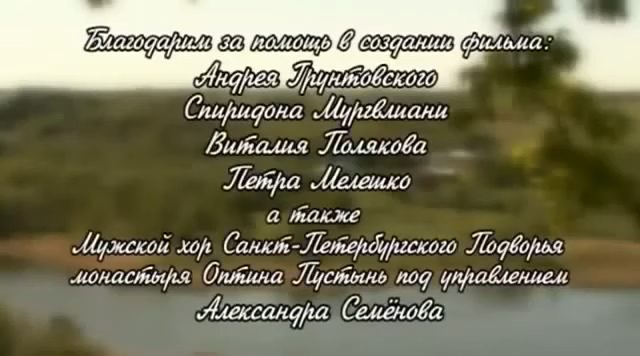 Благодарим за помощь в создании фильма:
Андрея Грунтовского
Спиридона Мургвлиани
Виталия Полякова
Петра Мелешко
а также
Мужской хор Санкт-Петербургского Подворья
монастыря Оптина Пустынь под управлением
Александра Семёнова